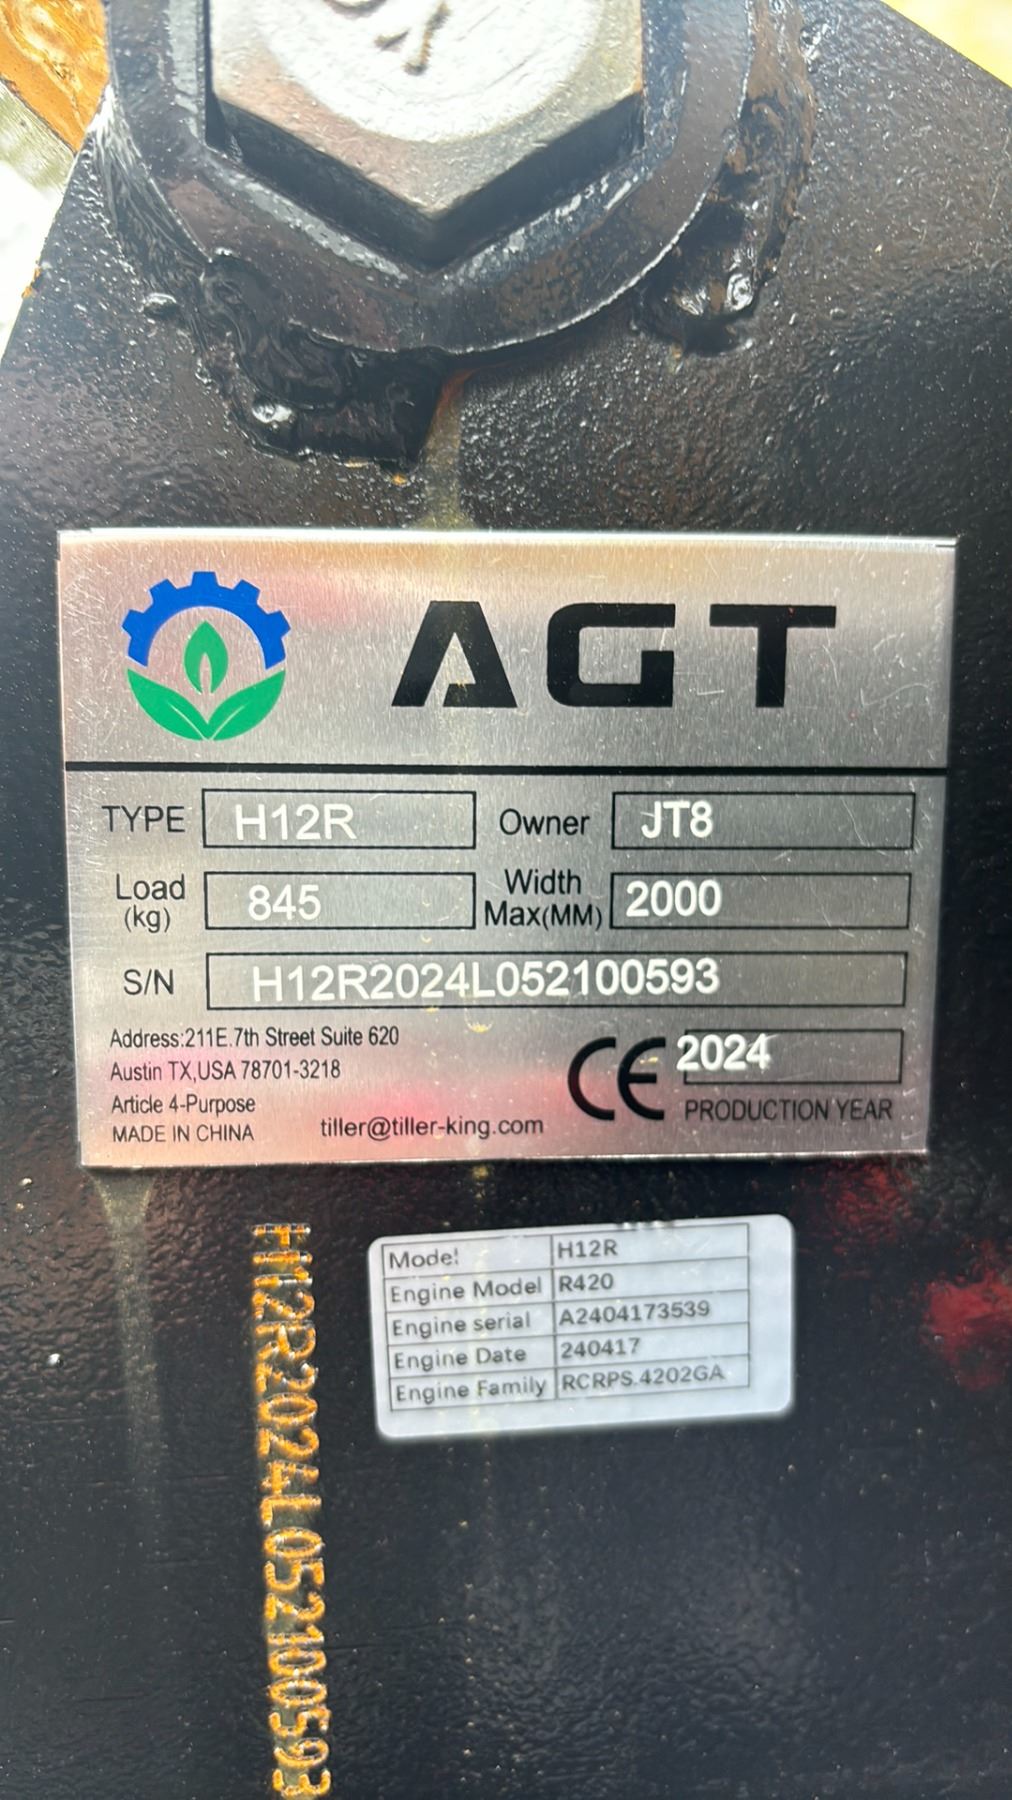 AGT
TYPE H12R Owner JT8
Load (kg) 845 Width Max(MM) 2000
S/N H12R2024L052100593
Address:211E.7th Street Suite 620
Austin TX,USA 78701-3218
Article 4-Purpose
MADE IN CHINA
tiller@tiller-king.com
CE 2024
PRODUCTION YEAR
Model H12R
Engine Model R420
Engine serial A2404173539
Engine Date 240417
Engine Family RCRPS.4202GA
H12R2024L052100593